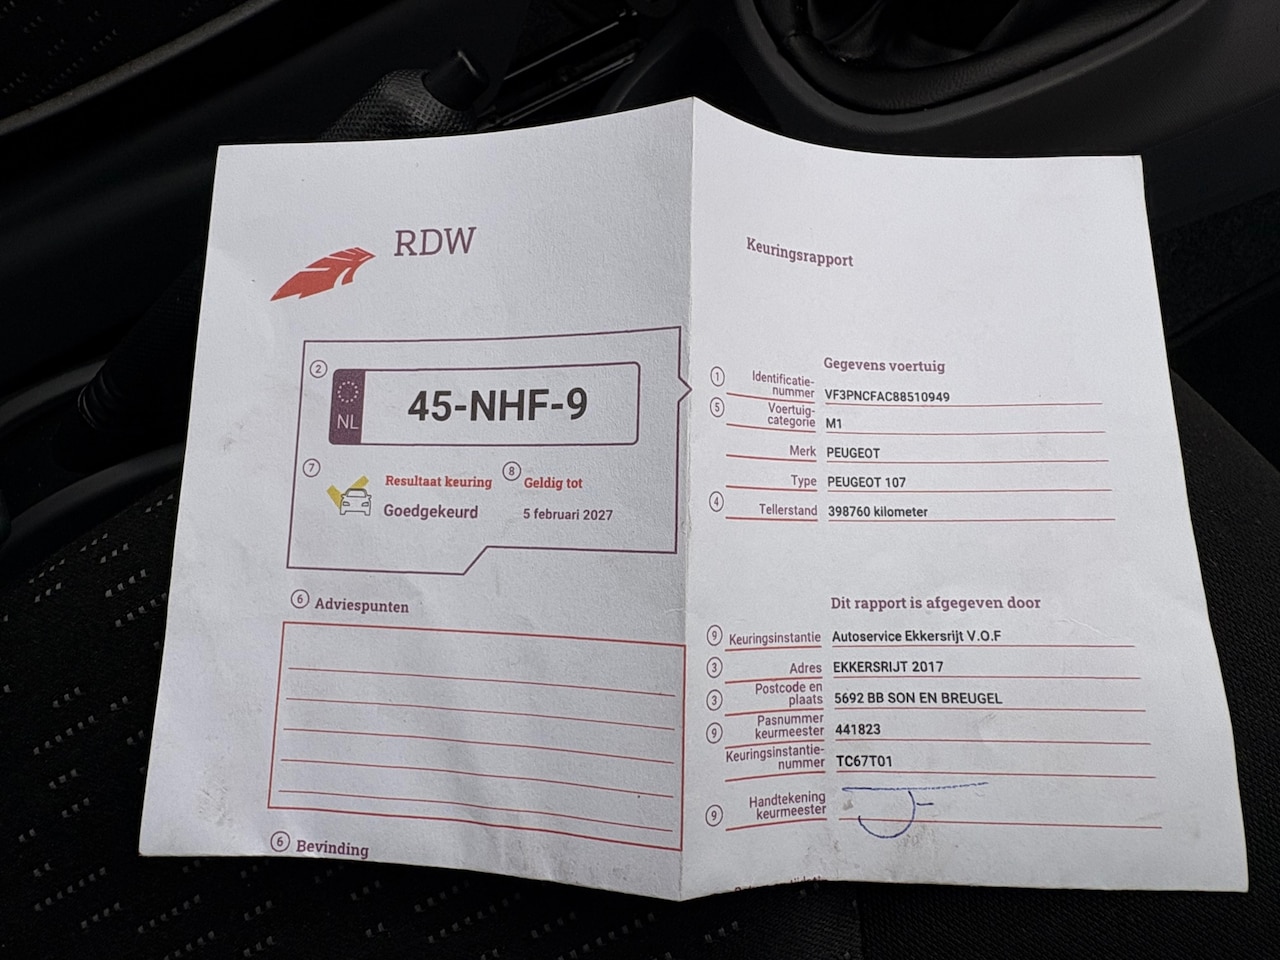 RDW
2
NL
45-NHF-9
7
Resultaat keuring
Goedgekeurd
8
Geldig tot
5 februari 2027
6 Adviespunten
6 Bevinding
Keuringsrapport
Gegevens voertuig
1 Identificatie-
nummer VF3PNCFAC88510949
5 Voertuig-
categorie M1
Merk PEUGEOT
Type PEUGEOT 107
4 Tellerstand 398760 kilometer
Dit rapport is afgegeven door
9 Keuringsinstantie Autoservice Ekkersrijt V.O.F
3 Adres EKKERSRIJT 2017
3 Postcode en
plaats 5692 BB SON EN BREUGEL
9 Pasnummer
keurmeester 441823
Keuringsinstantie-
nummer TC67T01
9 Handtekening
keurmeester